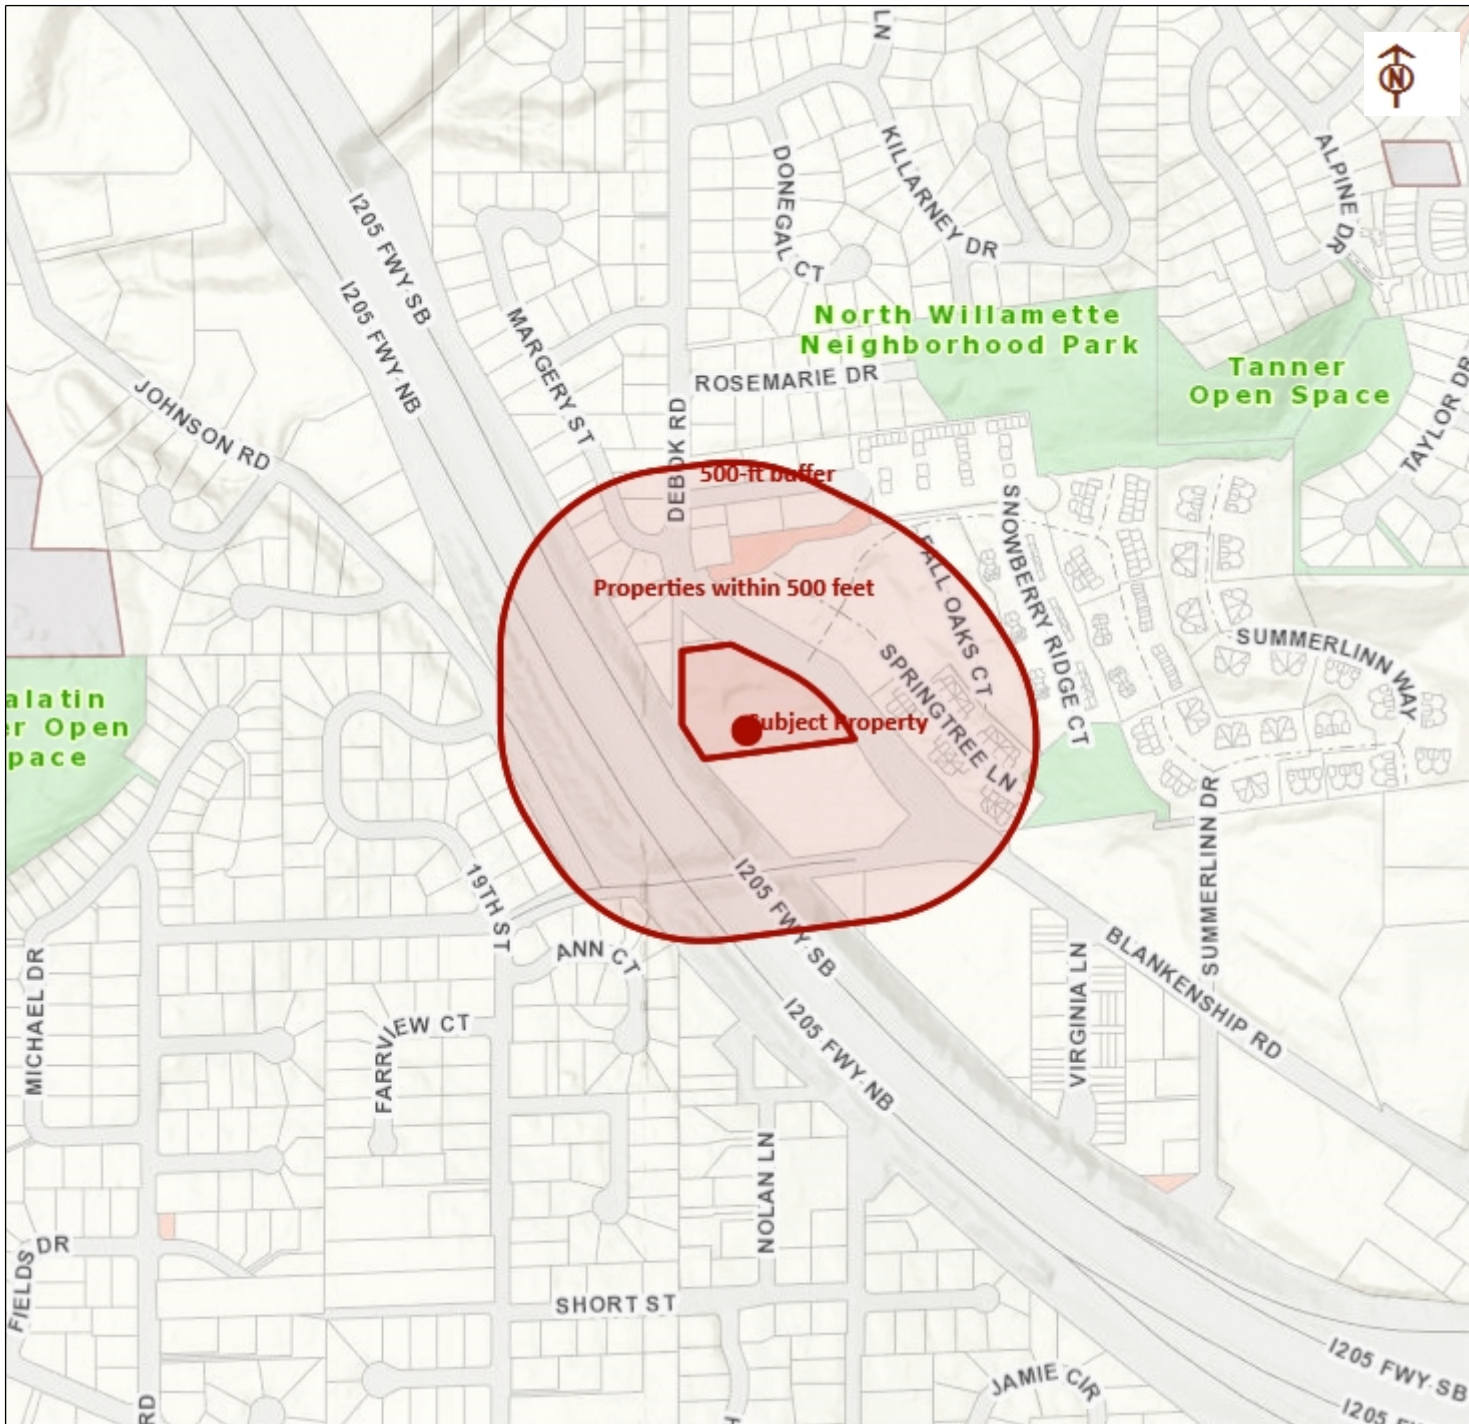 LN
N
ALPINE DR
KILLARNEY DR
DONEGAL CT
I205 FWY SB
I205 FWY NB
MARGERY ST
North Willamette
Neighborhood Park
Tanner
Open Space
TAYLOR DR
ROSEMARIE DR
JOHNSON RD
DEBOK RD
500-ft buffer
SNOWBERRY RIDGE CT
FALL OAKS CT
Properties within 500 feet
SUMMERLINN WAY
SPRINGTREE LN
alatin
er Open
pace
Subject Property
SUMMERLINN DR
I205 FWY SB
19TH ST
ANN CT
BLANKENSHIP RD
MICHAEL DR
VIRGINIA LN
FARRVIEW CT
I205 FWY NB
NOLAN LN
FIELDS DR
SHORT ST
I205 FWY SB
JAMIE CIR
RD
H
I205 F